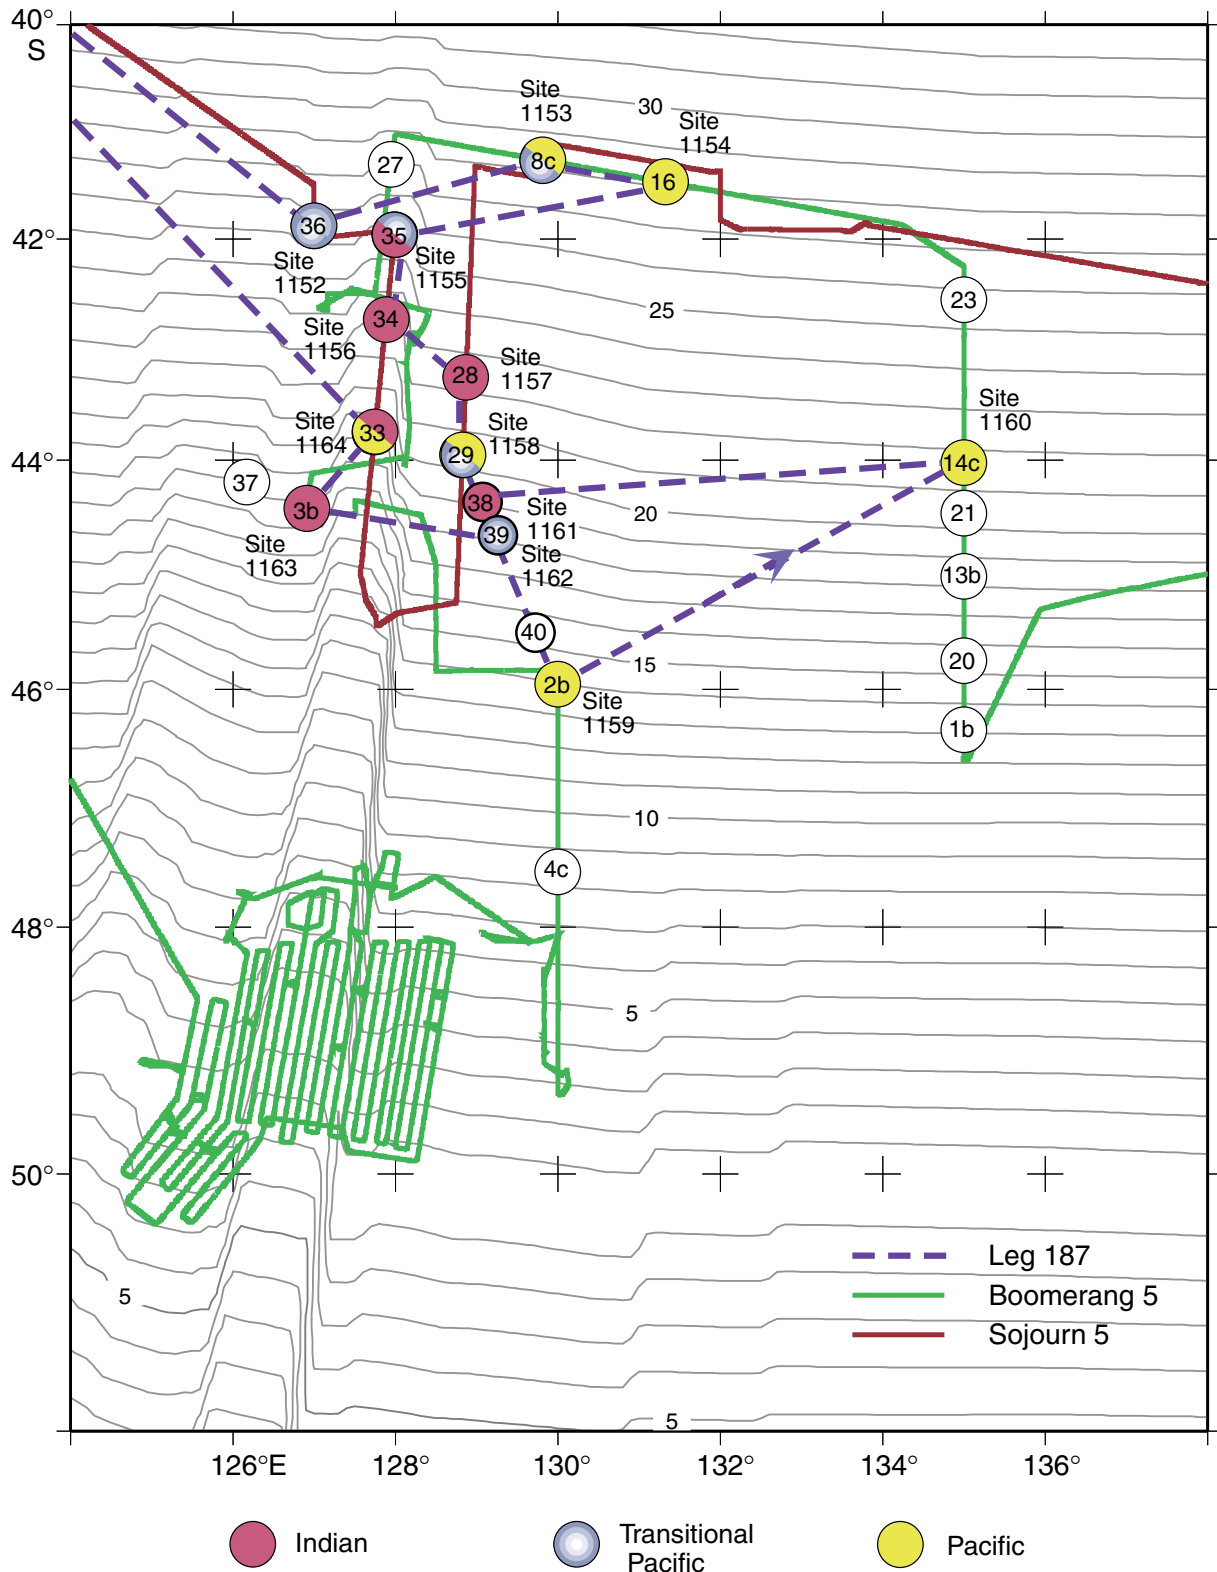 40°
S
Site
1153
30
Site
1154
27
8c
16
36
35
42°
Site
1152
Site
1155
23
25
34
Site
1156
28
Site
1157
Site
1160
Site
1164
33
Site
1158
44°
29
14c
37
3b
38
20
21
Site
1161
39
Site
1163
Site
1162
13b
40
15
20
46°
2b
Site
1159
1b
10
4c
48°
5
50°
5
Leg 187
Boomerang 5
Sojourn 5
5
126°E
128°
130°
132°
134°
136°
Indian
Transitional
Pacific
Pacific